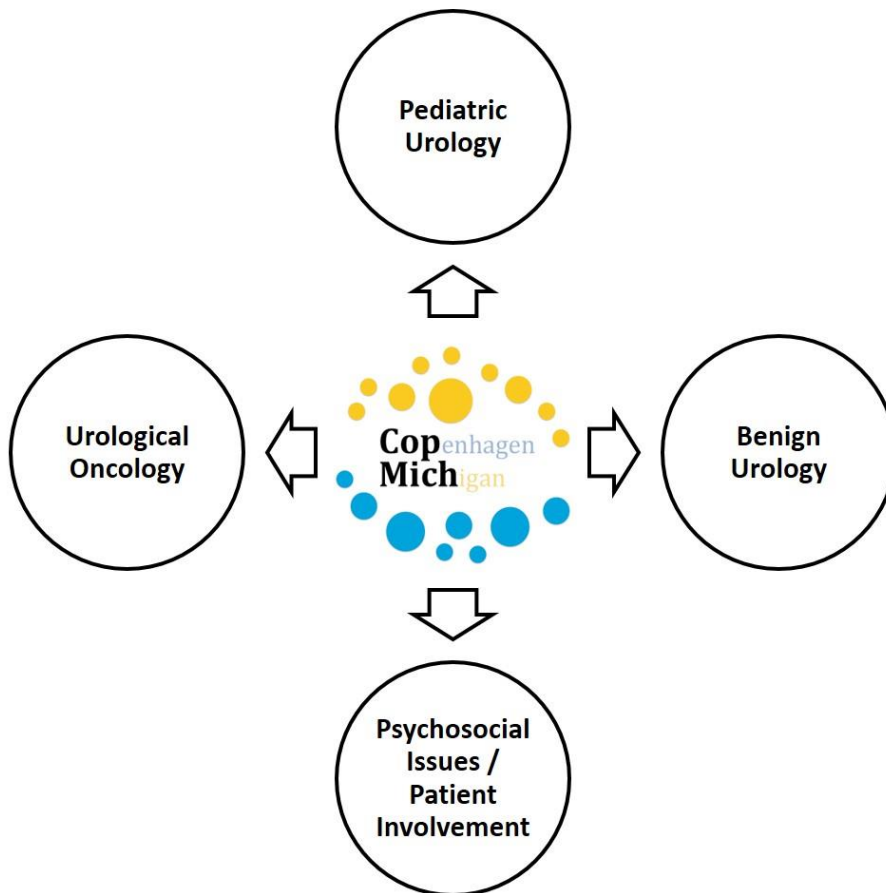 Pediatric
Urology
Urological
Oncology
Copenhagen
Michigan
Benign
Urology
Psychosocial
Issues /
Patient
Involvement